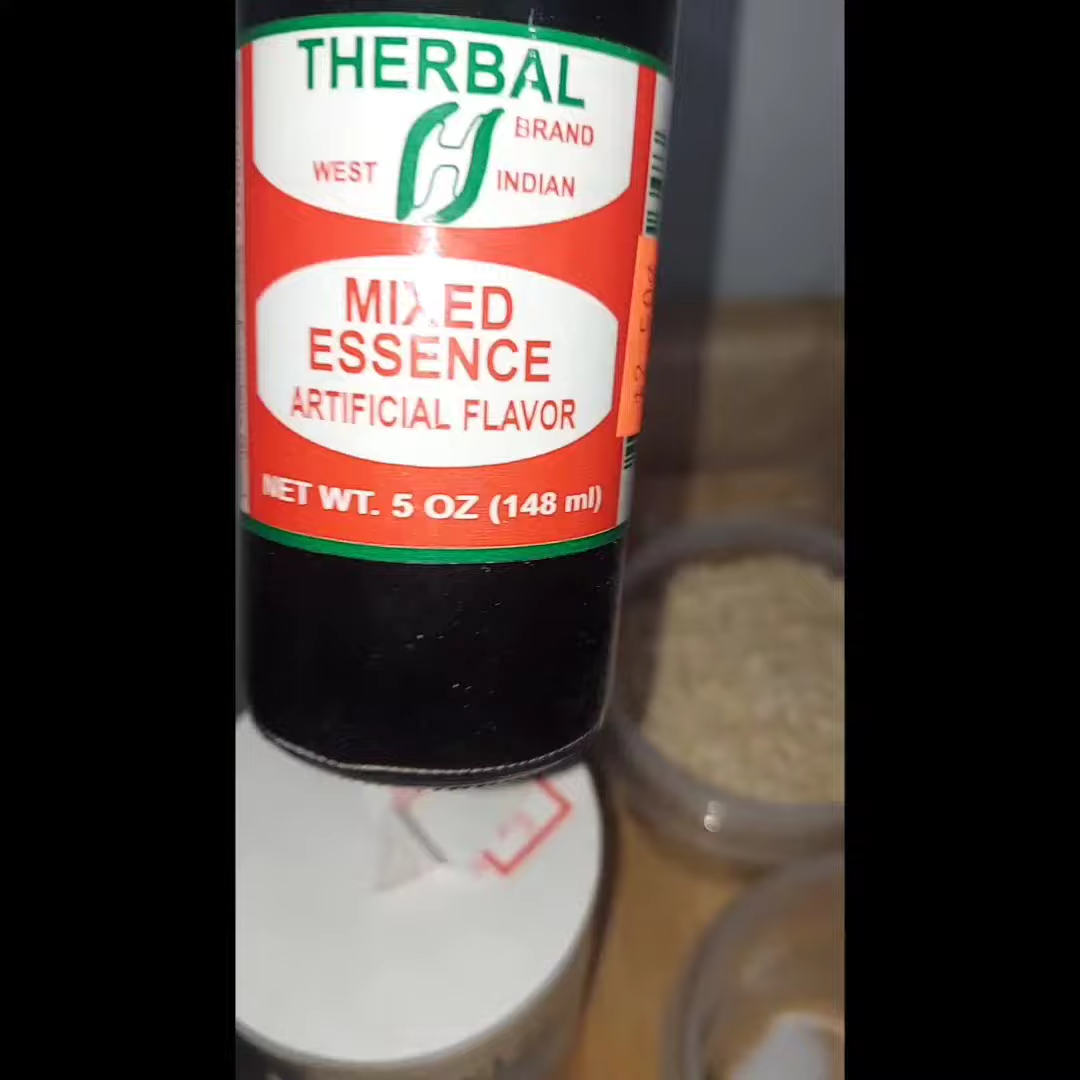 THERBAL
BRAND
WEST INDIAN
MIXED
ESSENCE
ARTIFICIAL FLAVOR
NET WT. 5 OZ (148 ml)